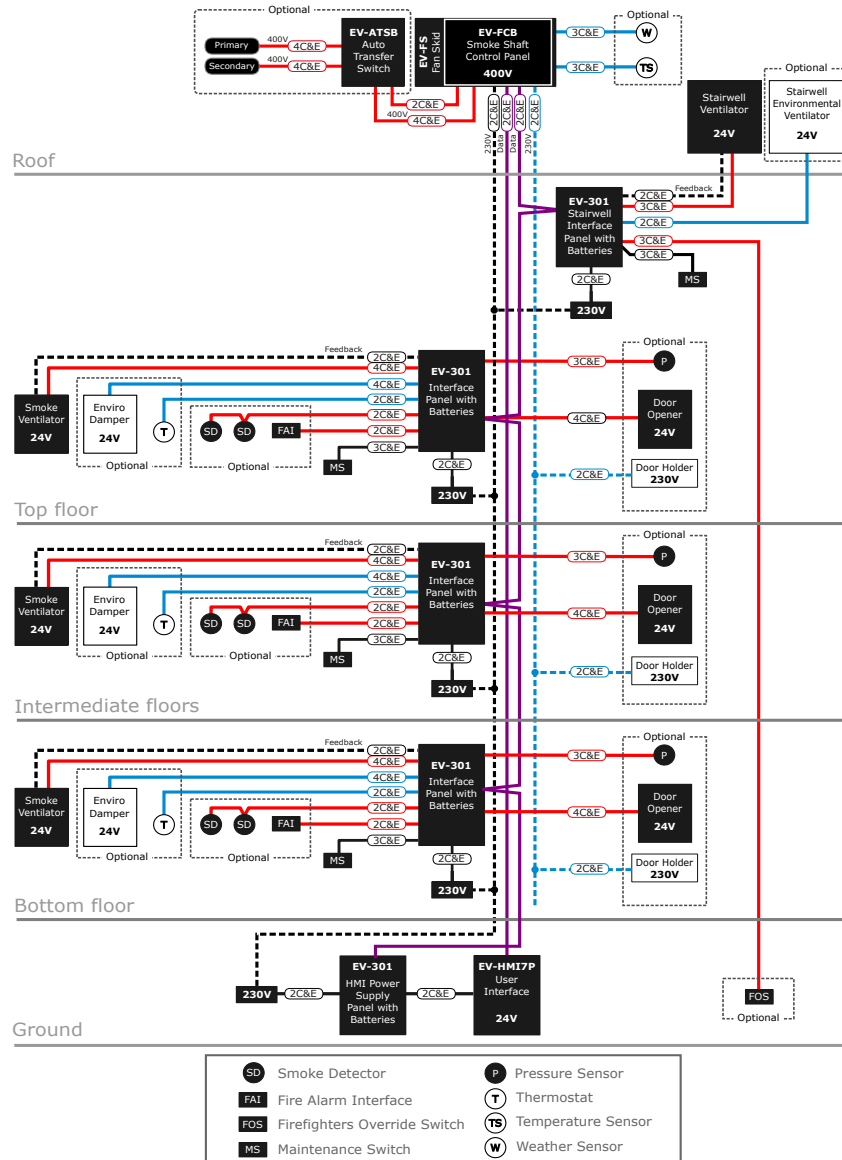 Optional
Primary
Secondary
400V
4C&E
400V
4C&E
EV-ATSB
Auto
Transfer
Switch
2C&E
400V
4C&E
EV-FS
Fan Skid
EV-FCB
Smoke Shaft
Control Panel
400V
3C&E
3C&E
Optional
W
TS
2C&E
2C&E
2C&E
2C&E
230V
Data
Data
230V
Stairwell
Ventilator
24V
Optional
Stairwell
Environmental
Ventilator
24V
Roof
EV-301
Stairwell
Interface
Panel with
Batteries
2C&E
Feedback
3C&E
2C&E
3C&E
3C&E
MS
2C&E
230V
Feedback
2C&E
4C&E
4C&E
2C&E
2C&E
2C&E
3C&E
Smoke
Ventilator
24V
Enviro
Damper
24V
T
Optional
SD
SD
FAI
Optional
MS
EV-301
Interface
Panel with
Batteries
2C&E
230V
Optional
3C&E
P
4C&E
Door
Opener
24V
2C&E
Door Holder
230V
Top floor
Feedback
2C&E
4C&E
4C&E
2C&E
2C&E
2C&E
3C&E
Smoke
Ventilator
24V
Enviro
Damper
24V
T
Optional
SD
SD
FAI
Optional
MS
EV-301
Interface
Panel with
Batteries
2C&E
230V
Optional
3C&E
P
4C&E
Door
Opener
24V
2C&E
Door Holder
230V
Intermediate floors
Feedback
2C&E
4C&E
4C&E
2C&E
2C&E
2C&E
3C&E
Smoke
Ventilator
24V
Enviro
Damper
24V
T
Optional
SD
SD
FAI
Optional
MS
EV-301
Interface
Panel with
Batteries
2C&E
230V
Optional
3C&E
P
4C&E
Door
Opener
24V
2C&E
Door Holder
230V
Bottom floor
230V
2C&E
EV-301
HMI Power
Supply
Panel with
Batteries
2C&E
EV-HMI7P
User
Interface
24V
FOS
Optional
Ground
SD Smoke Detector
FAI Fire Alarm Interface
FOS Firefighters Override Switch
MS Maintenance Switch
P Pressure Sensor
T Thermostat
TS Temperature Sensor
W Weather Sensor